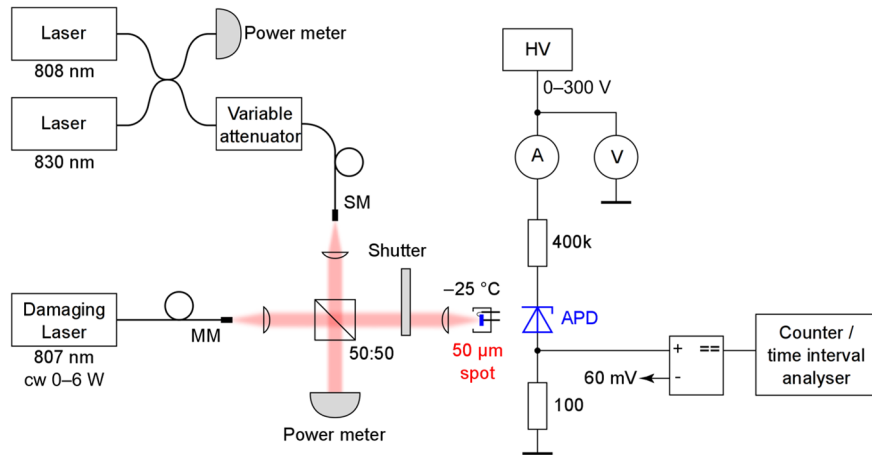 Laser
808 nm
Power meter
Laser
830 nm
Variable
attenuator
SM
Shutter
Damaging
Laser
807 nm
cw 0–6 W
MM
50:50
Power meter
–25 °C
50 µm
spot
HV
0–300 V
A
V
400k
APD
100
+
==
-
60 mV
Counter /
time interval
analyser